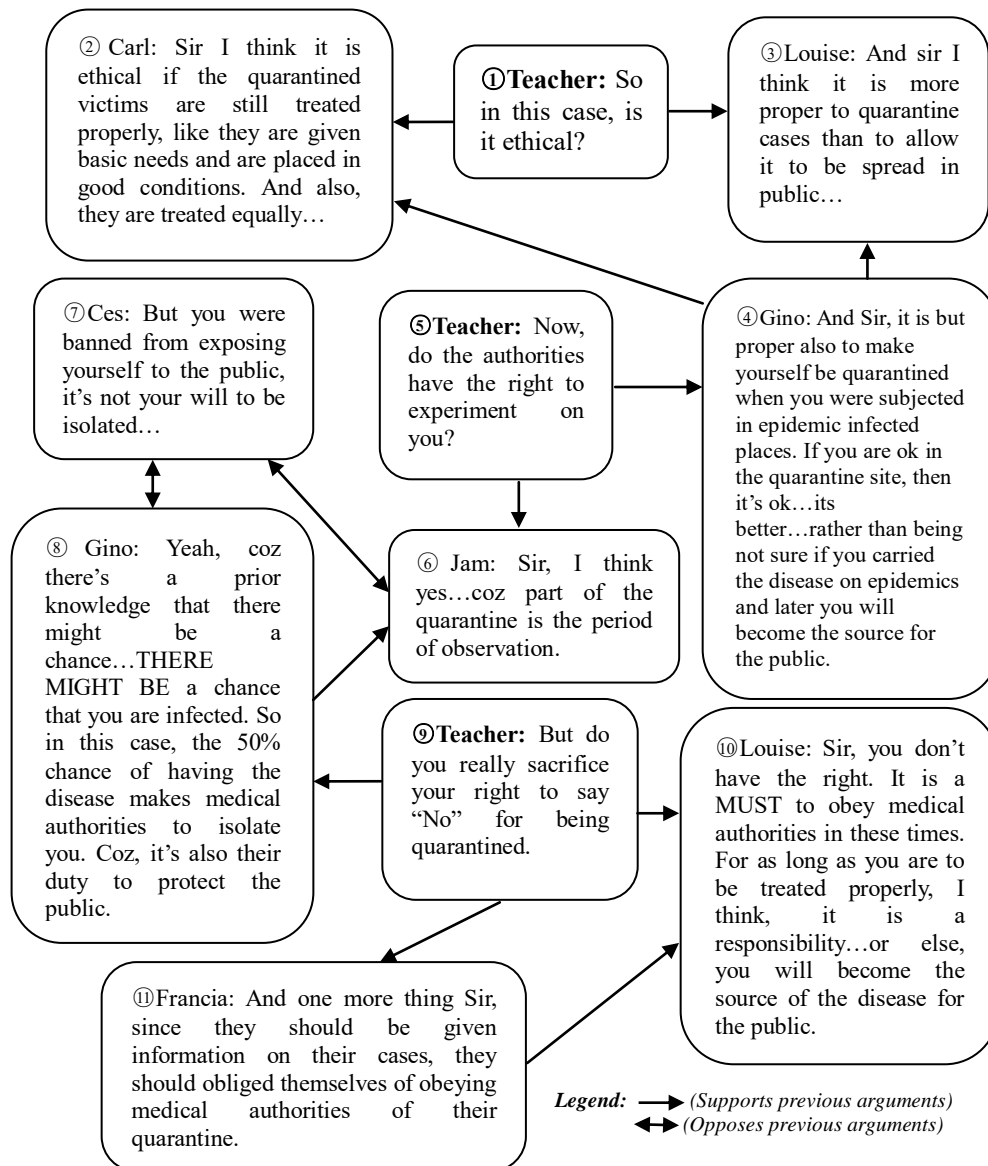 ② Carl: Sir I think it is
ethical if the quarantined
victims are still treated
properly, like they are given
basic needs and are placed in
good conditions. And also,
they are treated equally…
①Teacher: So
in this case, is
it ethical?
③Louise: And sir I
think it is more
proper to quarantine
cases than to allow
it to be spread in
public…
④Gino: And Sir, it is but
proper also to make
yourself be quarantined
when you were subjected
in epidemic infected
places. If you are ok in
the quarantine site, then
it's ok…its
better…rather than being
not sure if you carried
the disease on epidemics
and later you will
become the source for
the public.
⑤Teacher: Now,
do the authorities
have the right to
experiment on
you?
⑥ Jam: Sir, I think
yes…coz part of the
quarantine is the period
of observation.
⑦Ces: But you were
banned from exposing
yourself to the public,
it's not your will to be
isolated…
⑧ Gino: Yeah, coz
there's a prior
knowledge that there
might be a
chance…THERE
MIGHT BE a chance
that you are infected. So
in this case, the 50%
chance of having the
disease makes medical
authorities to isolate
you. Coz, it's also their
duty to protect the
public.
⑨Teacher: But do
you really sacrifice
your right to say
“No” for being
quarantined.
⑩Louise: Sir, you don't
have the right. It is a
MUST to obey medical
authorities in these times.
For as long as you are to
be treated properly, I
think, it is a
responsibility…or else,
you will become the
source of the disease for
the public.
⑪Francia: And one more thing Sir,
since they should be given
information on their cases, they
should obliged themselves of obeying
medical authorities of their
quarantine.
Legend: (Supports previous arguments)
(Opposes previous arguments)